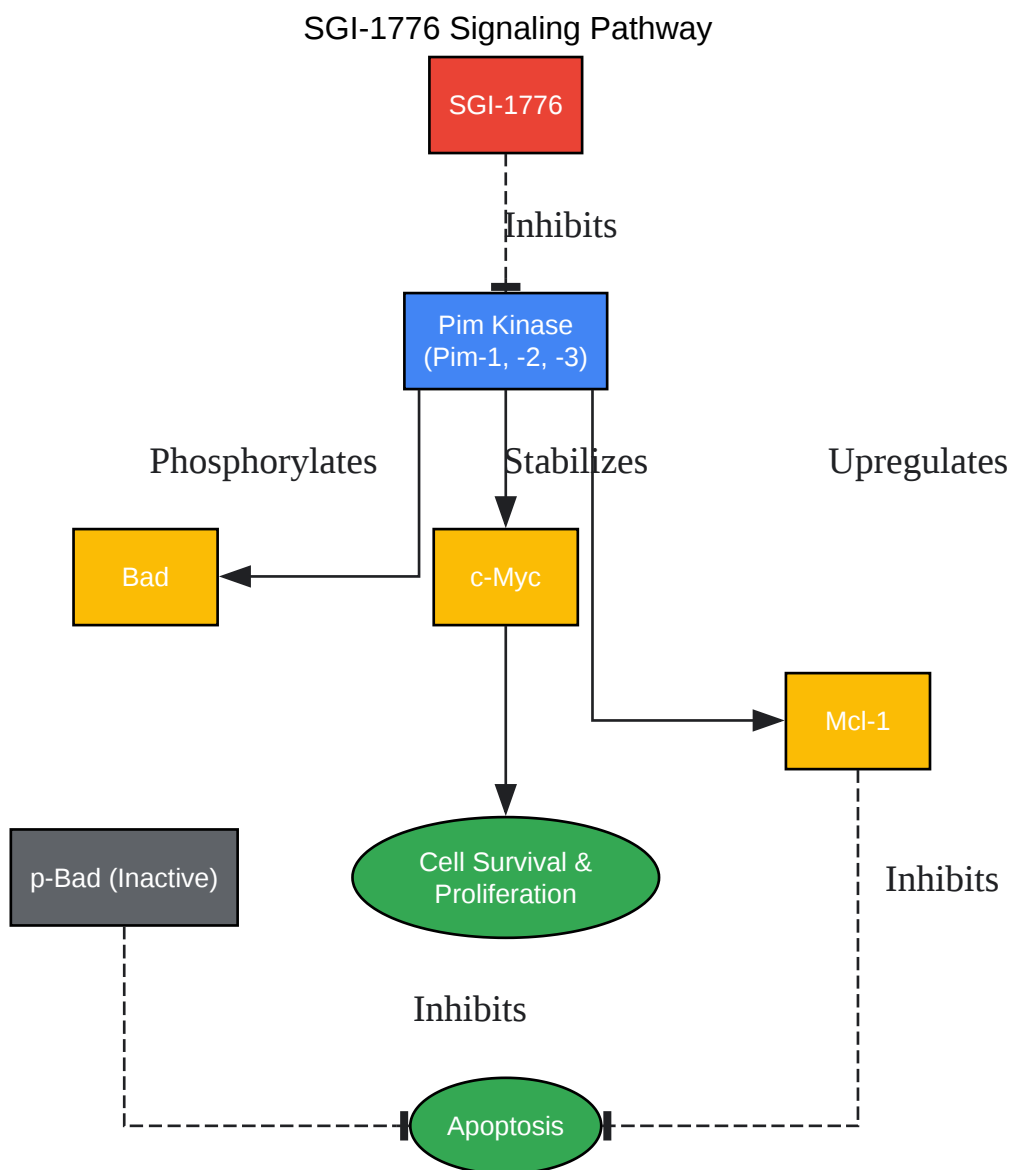 SGI-1776 Signaling Pathway
SGI-1776
Inhibits
Pim Kinase
(Pim-1, -2, -3)
Phosphorylates
Stabilizes
Upregulates
Bad
c-Myc
Mcl-1
p-Bad (Inactive)
Cell Survival &
Proliferation
Inhibits
Inhibits
Apoptosis